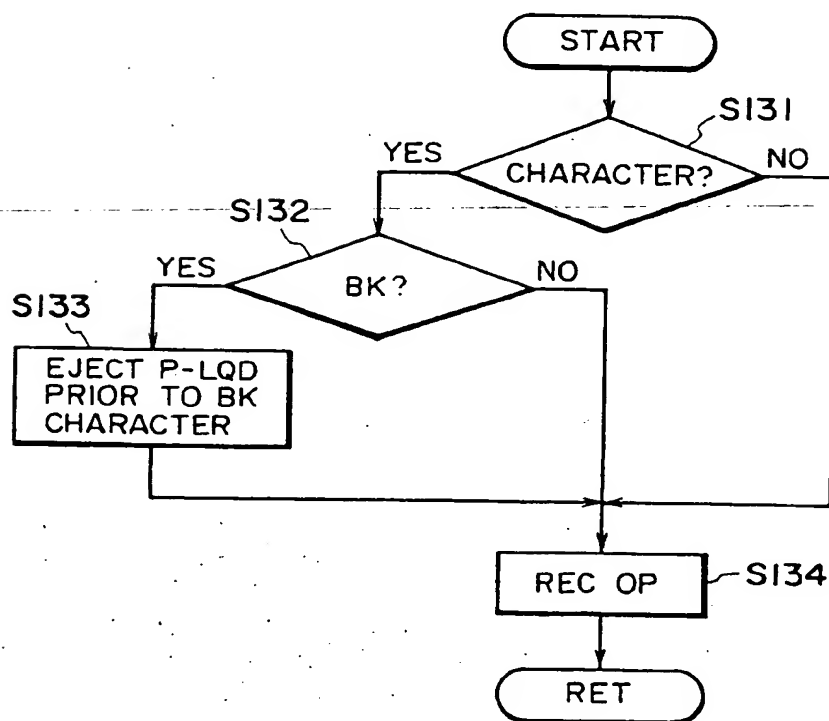 START
S131
YES
CHARACTER?
NO
S132
YES
BK?
NO
S133
EJECT P-LQD
PRIOR TO BK
CHARACTER
REC OP
S134
RET